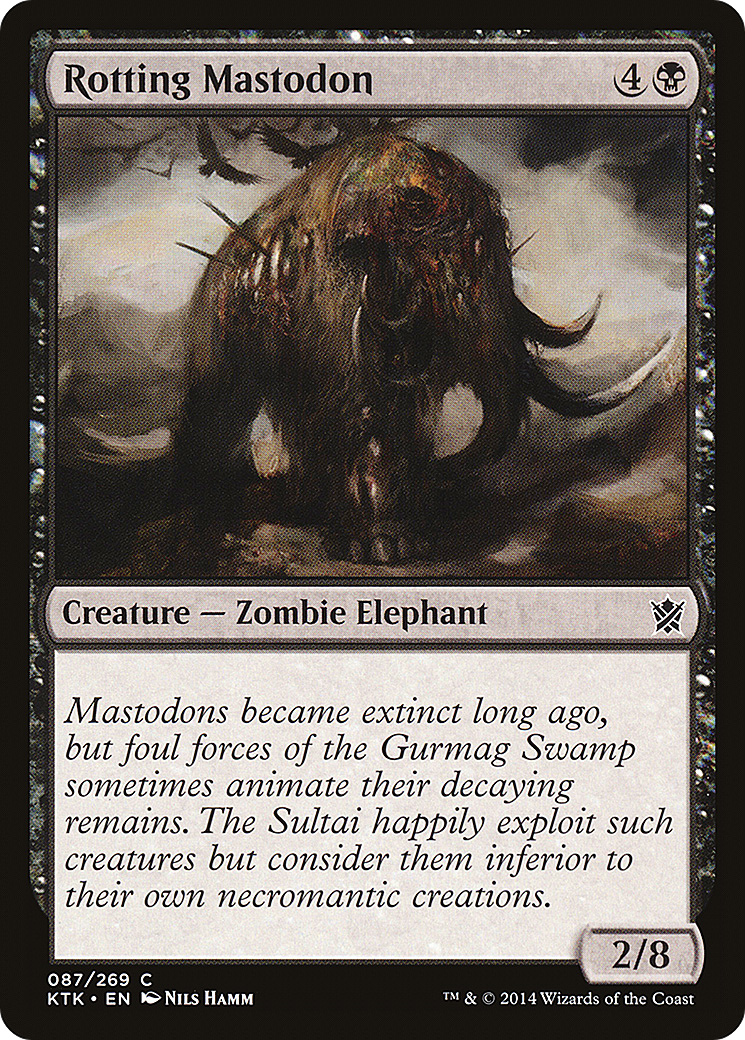 Rotting Mastodon 4
Creature — Zombie Elephant
Mastodons became extinct long ago,
but foul forces of the Gurmag Swamp
sometimes animate their decaying
remains. The Sultai happily exploit such
creatures but consider them inferior to
their own necromantic creations.
2/8
087/269 C
KTK • EN Nils Hamm
™ & © 2014 Wizards of the Coast